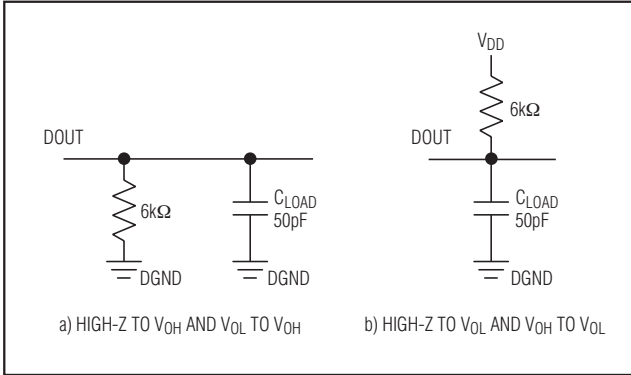 DOUT
6kΩ
C_LOAD
50pF
DGND
DGND
a) HIGH-Z TO V_OH AND V_OL TO V_OH
V_DD
6kΩ
DOUT
C_LOAD
50pF
DGND
b) HIGH-Z TO V_OL AND V_OH TO V_OL